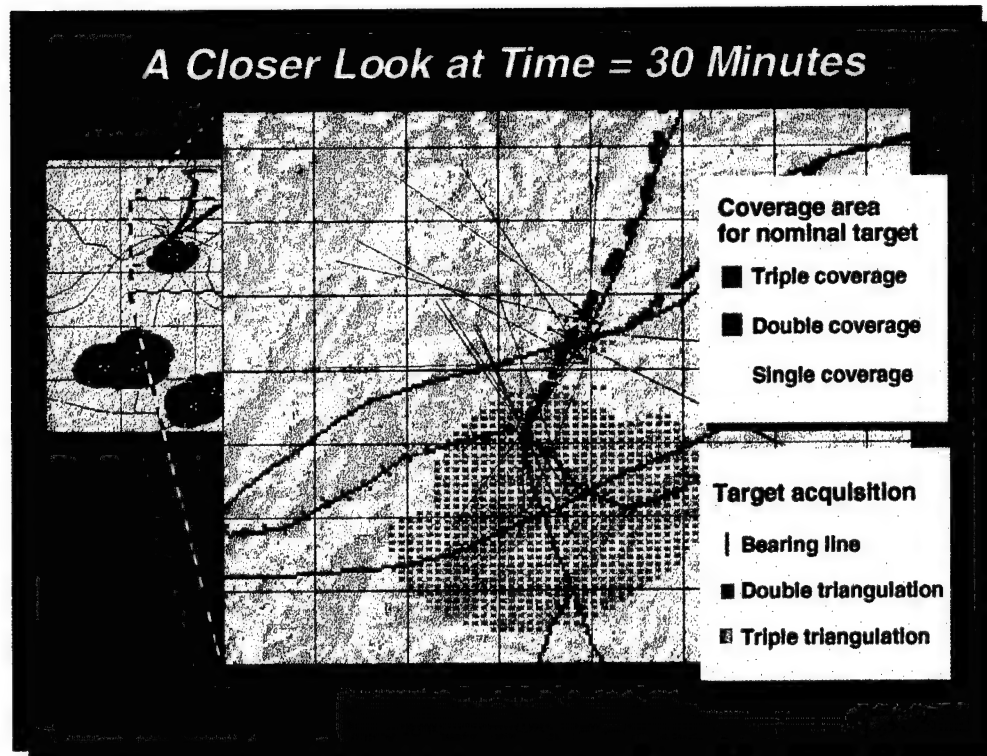 A Closer Look at Time = 30 Minutes
Coverage area
for nominal target
Triple coverage
Double coverage
Single coverage
Target acquisition
Bearing line
Double triangulation
Triple triangulation